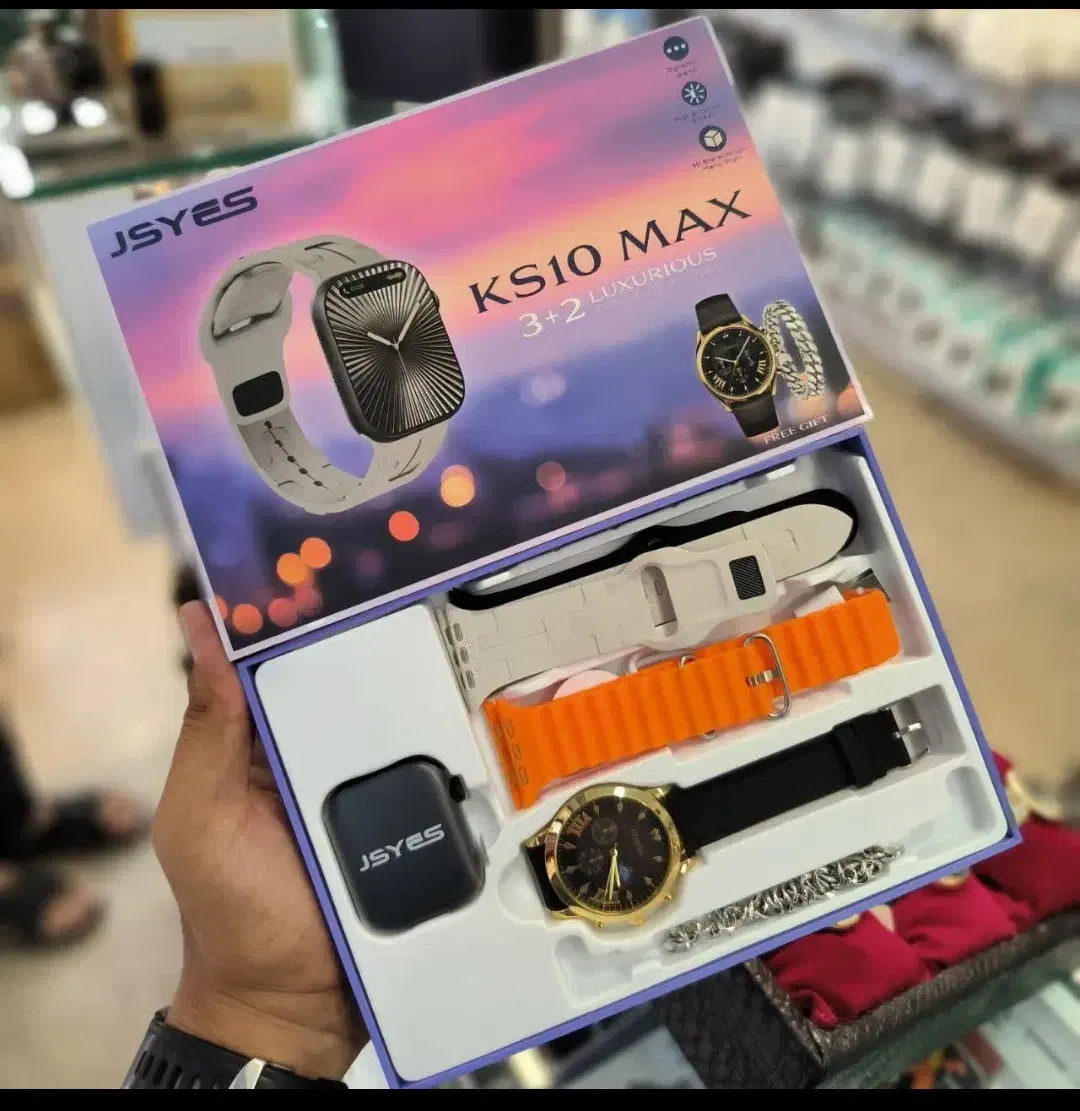 JSYES
KS10 MAX
3+2 LUXURIOUS
FREE GIFT
JSYES